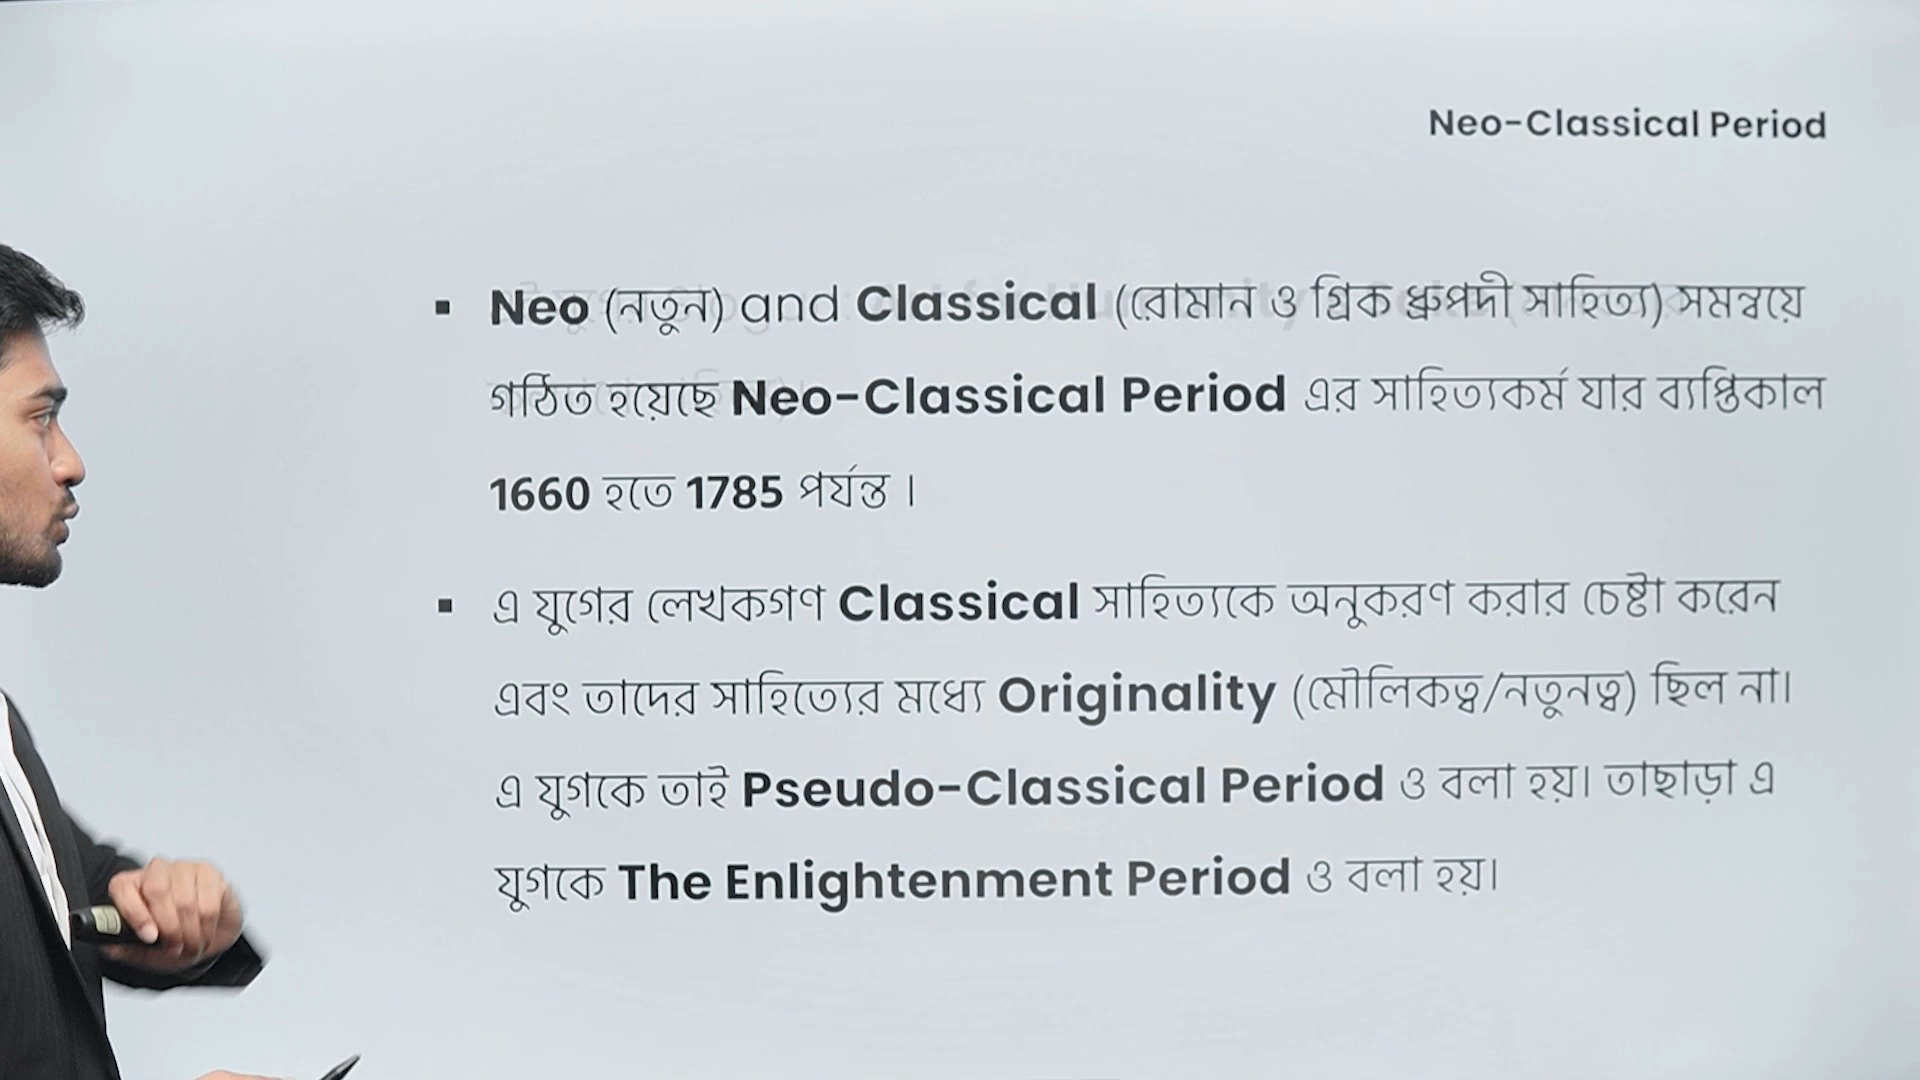 Neo-Classical Period
▪ Neo (নতুন) and Classical (রোমান ও গ্রিক ধ্রুপদী সাহিত্য) সমন্বয়ে
গঠিত হয়েছে Neo-Classical Period এর সাহিত্যকর্ম যার ব্যপ্তিকাল
1660 হতে 1785 পর্যন্ত ।
▪ এ যুগের লেখকগণ Classical সাহিত্যকে অনুকরণ করার চেষ্টা করেন
এবং তাদের সাহিত্যের মধ্যে Originality (মৌলিকত্ব/নতুনত্ব) ছিল না।
এ যুগকে তাই Pseudo-Classical Period ও বলা হয়। তাছাড়া এ
যুগকে The Enlightenment Period ও বলা হয়।